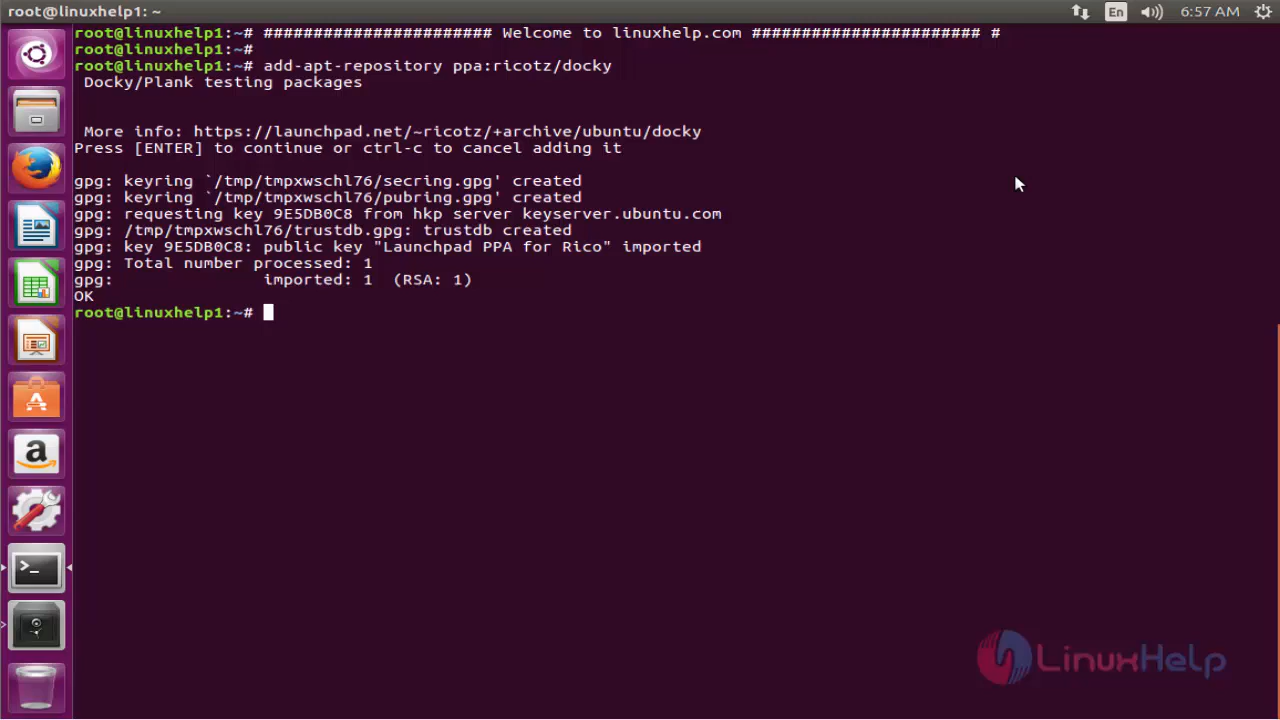 root@linuxhelp1: ~
En
6:57 AM
root@linuxhelp1:~# ####################### Welcome to linuxhelp.com ####################### #
root@linuxhelp1:~#
root@linuxhelp1:~# add-apt-repository ppa:ricotz/docky
Docky/Plank testing packages
More info: https://launchpad.net/~ricotz/+archive/ubuntu/docky
Press [ENTER] to continue or ctrl-c to cancel adding it
gpg: keyring `/tmp/tmpxwschl76/secring.gpg' created
gpg: keyring `/tmp/tmpxwschl76/pubring.gpg' created
gpg: requesting key 9E5DB0C8 from hkp server keyserver.ubuntu.com
gpg: /tmp/tmpxwschl76/trustdb.gpg: trustdb created
gpg: key 9E5DB0C8: public key "Launchpad PPA for Rico" imported
gpg: Total number processed: 1
gpg:               imported: 1  (RSA: 1)
OK
root@linuxhelp1:~#
a
>_
LinuxHelp